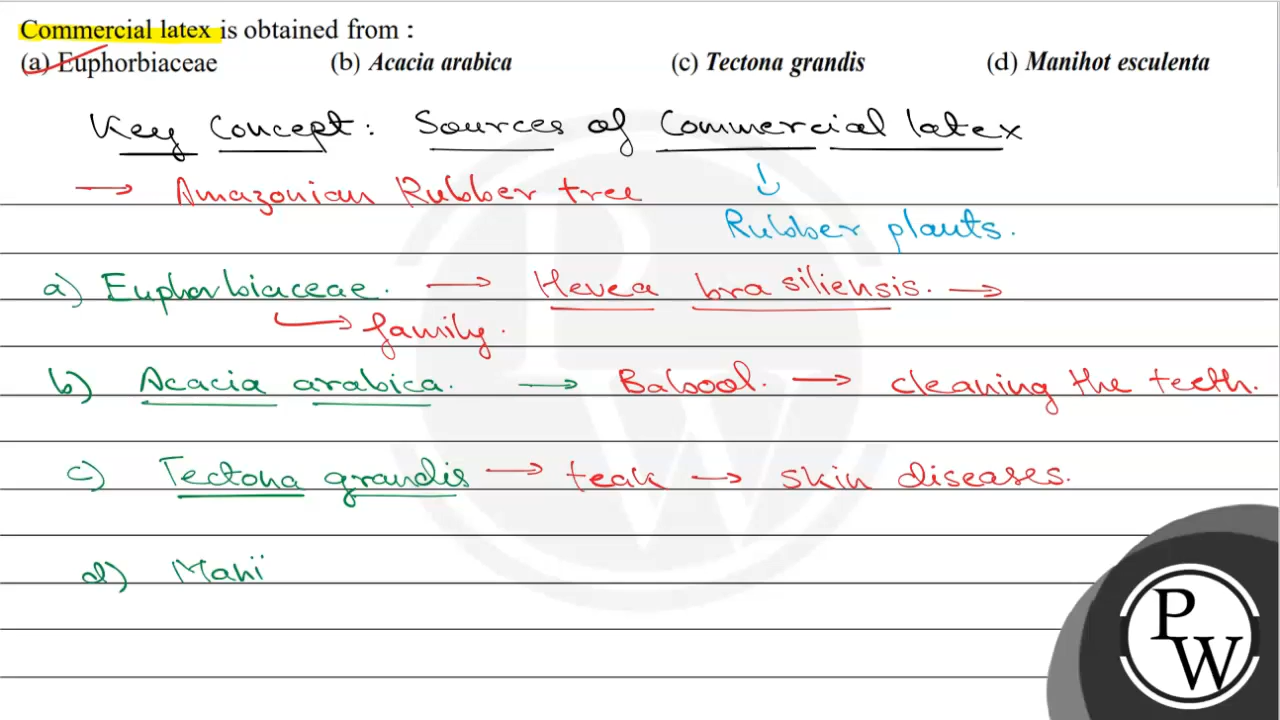 Commercial latex is obtained from :
(a) Euphorbiaceae (b) Acacia arabica (c) Tectona grandis (d) Manihot esculenta
Key Concept: Sources of Commercial latex
→ Amazonian Rubber tree
Rubber plants.
a) Euphorbiaceae. → Hevea brasiliensis. →
→ family.
b) Acacia arabica. → Babool. → cleaning the teeth.
c) Tectona grandis → teak → skin diseases.
d) Mani
PW